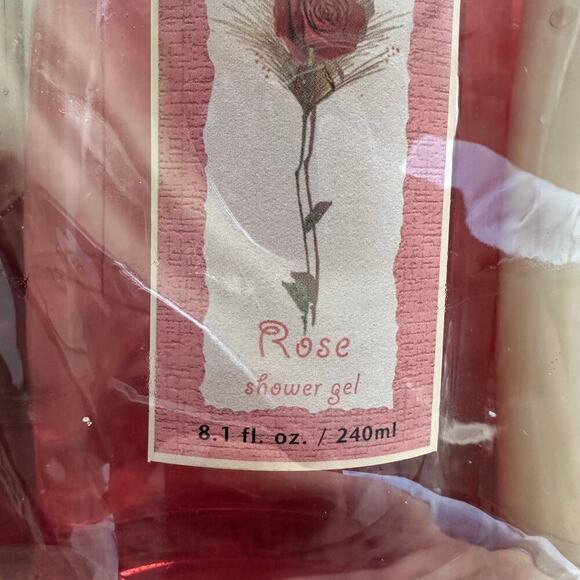 Rose
shower gel
8.1 fl. oz. / 240ml